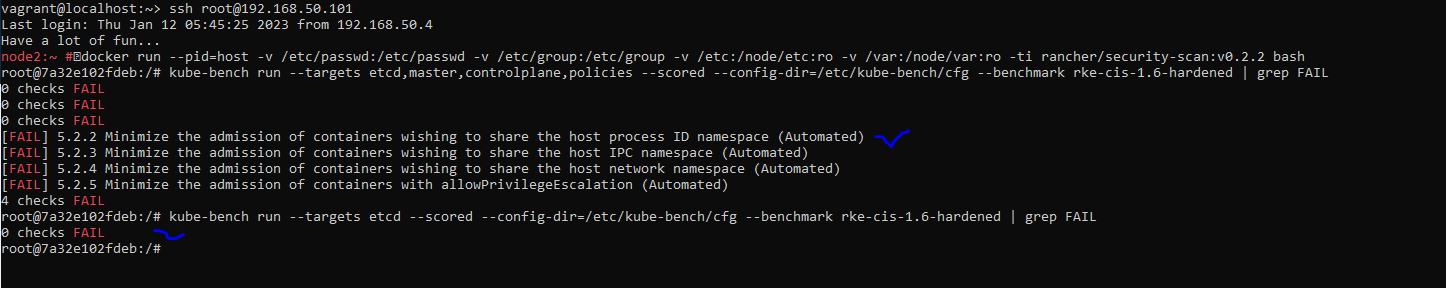 vagrant@localhost:~> ssh root@192.168.50.101
Last login: Thu Jan 12 05:45:25 2023 from 192.168.50.4
Have a lot of fun...
node2:~ #docker run --pid=host -v /etc/passwd:/etc/passwd -v /etc/group:/etc/group -v /etc:/node/etc:ro -v /var:/node/var:ro -ti rancher/security-scan:v0.2.2 bash
root@7a32e102fdeb:/# kube-bench run --targets etcd,master,controlplane,policies --scored --config-dir=/etc/kube-bench/cfg --benchmark rke-cis-1.6-hardened | grep FAIL
0 checks FAIL
0 checks FAIL
0 checks FAIL
[FAIL] 5.2.2 Minimize the admission of containers wishing to share the host process ID namespace (Automated)
[FAIL] 5.2.3 Minimize the admission of containers wishing to share the host IPC namespace (Automated)
[FAIL] 5.2.4 Minimize the admission of containers wishing to share the host network namespace (Automated)
[FAIL] 5.2.5 Minimize the admission of containers with allowPrivilegeEscalation (Automated)
4 checks FAIL
root@7a32e102fdeb:/# kube-bench run --targets etcd --scored --config-dir=/etc/kube-bench/cfg --benchmark rke-cis-1.6-hardened | grep FAIL
0 checks FAIL
root@7a32e102fdeb:/#